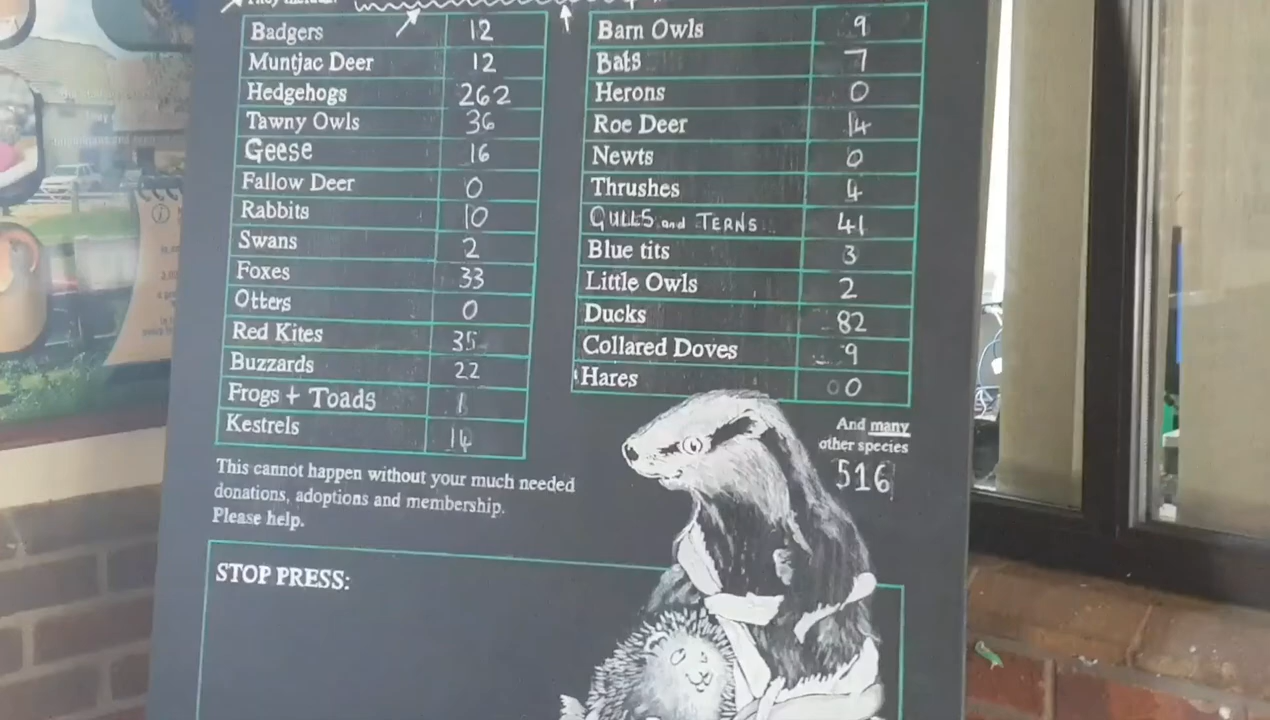 They include:
Badgers 12
Muntjac Deer 12
Hedgehogs 262
Tawny Owls 36
Geese 16
Fallow Deer 0
Rabbits 10
Swans 2
Foxes 33
Otters 0
Red Kites 35
Buzzards 22
Frogs + Toads 1
Kestrels 14
Barn Owls 9
Bats 7
Herons 0
Roe Deer 14
Newts 0
Thrushes 4
GULLS and TERNS 41
Blue tits 3
Little Owls 2
Ducks 82
Collared Doves 9
Hares 0
And many
other species
516
This cannot happen without your much needed
donations, adoptions and membership.
Please help.
STOP PRESS: